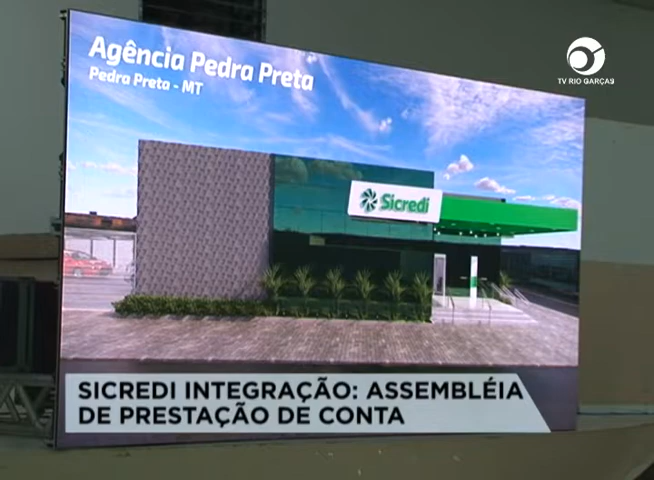 Agência Pedra Preta
Pedra Preta - MT
TV RIO GARÇAS
Sicredi
SICREDI INTEGRAÇÃO: ASSEMBLÉIA
DE PRESTAÇÃO DE CONTA